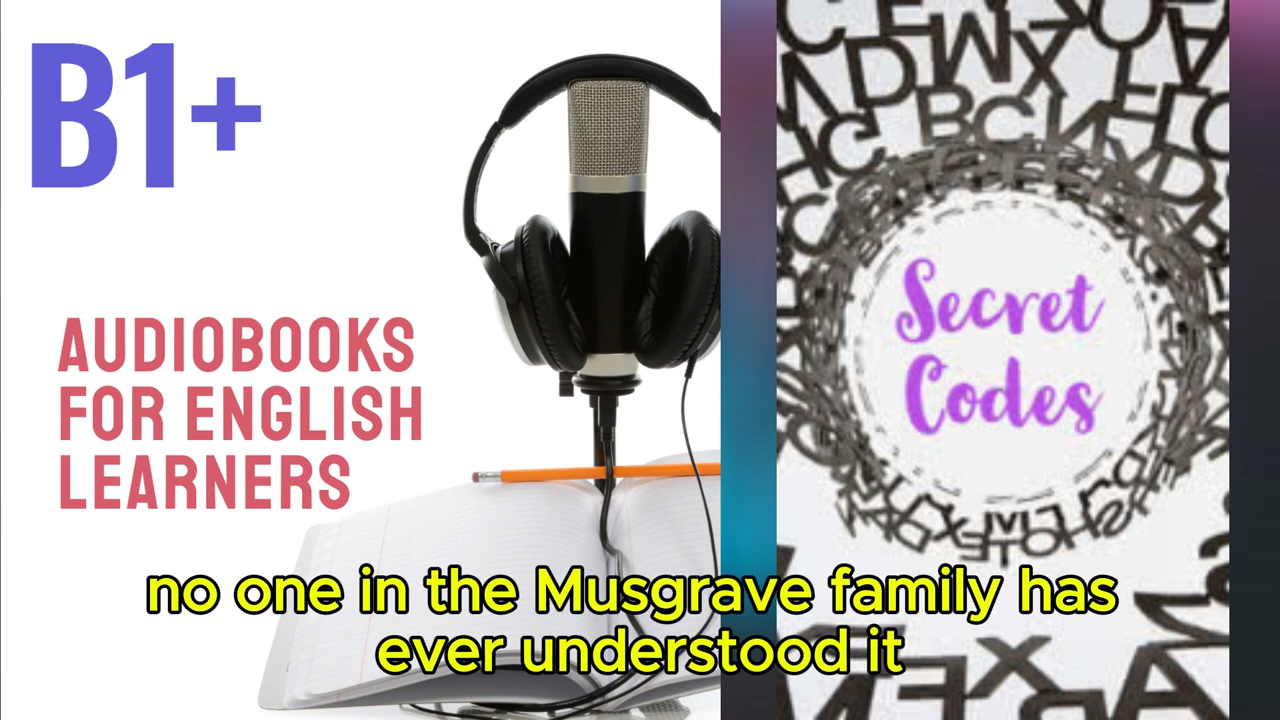 B1+
AUDIOBOOKS
FOR ENGLISH
LEARNERS
Secret
Codes
no one in the Musgrave family has
ever understood it